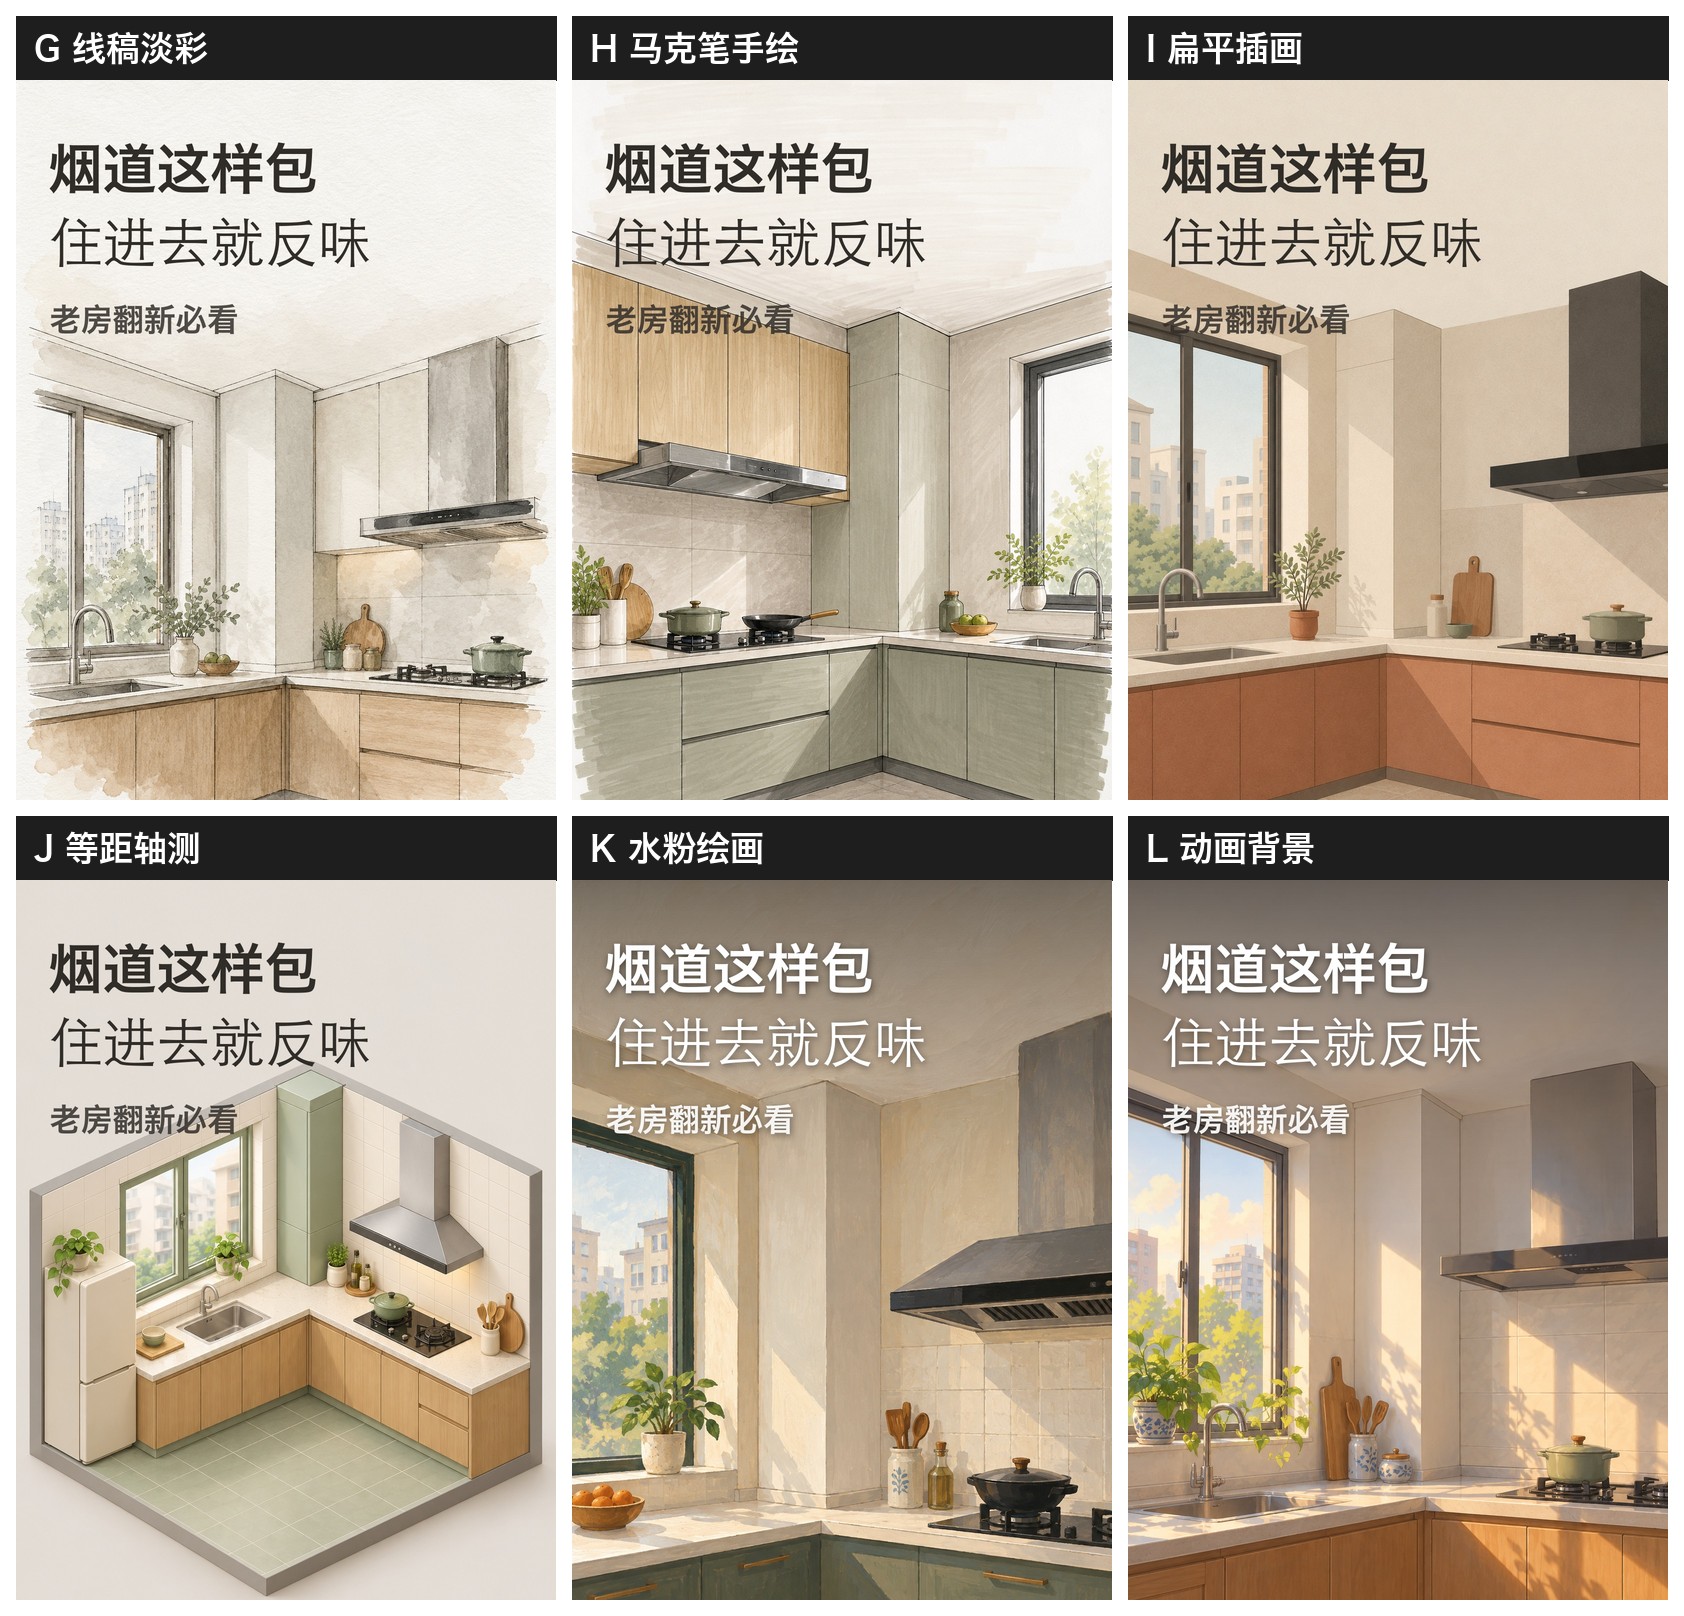 G 线稿淡彩
烟道这样包
住进去就反味
老房翻新必看
H 马克笔手绘
烟道这样包
住进去就反味
老房翻新必看
I 扁平插画
烟道这样包
住进去就反味
老房翻新必看
J 等距轴测
烟道这样包
住进去就反味
老房翻新必看
K 水粉绘画
烟道这样包
住进去就反味
老房翻新必看
L 动画背景
烟道这样包
住进去就反味
老房翻新必看